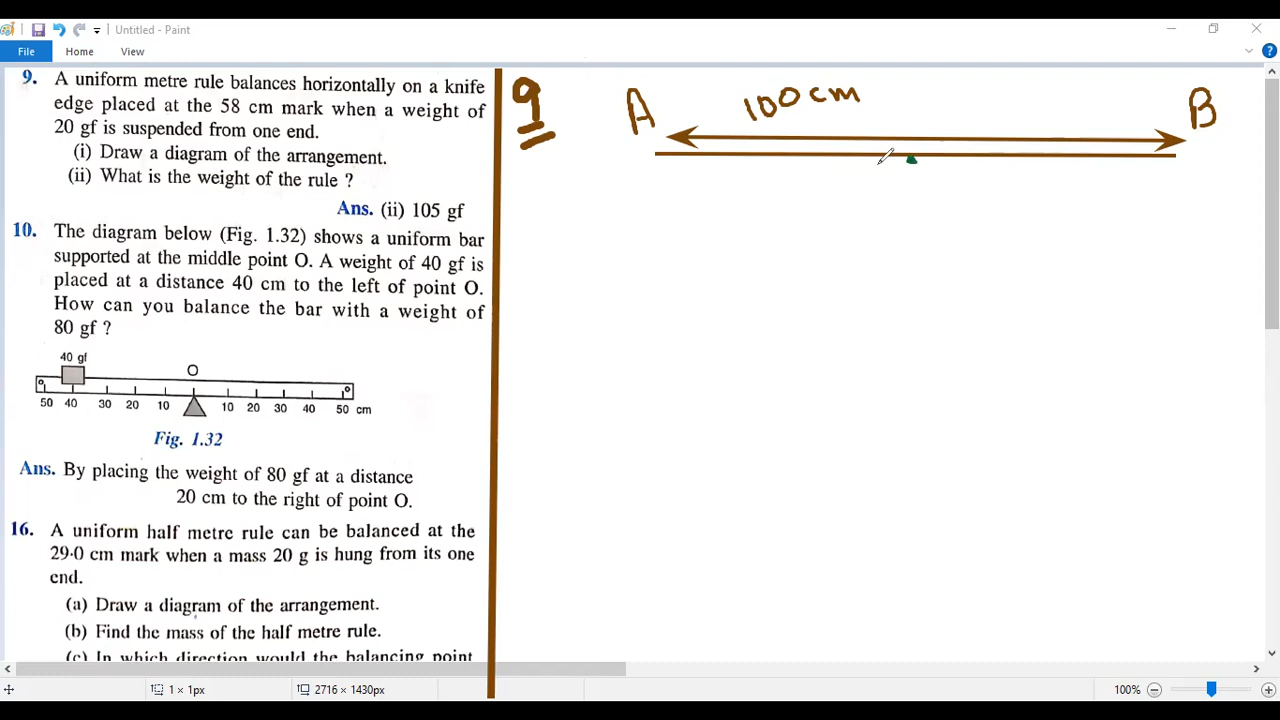 Untitled - Paint
File Home View
9. A uniform metre rule balances horizontally on a knife
edge placed at the 58 cm mark when a weight of
20 gf is suspended from one end.
(i) Draw a diagram of the arrangement.
(ii) What is the weight of the rule ?
Ans. (ii) 105 gf
10. The diagram below (Fig. 1.32) shows a uniform bar
supported at the middle point O. A weight of 40 gf is
placed at a distance 40 cm to the left of point O.
How can you balance the bar with a weight of
80 gf ?
40 gf
O
50 40 30 20 10 10 20 30 40 50 cm
Fig. 1.32
Ans. By placing the weight of 80 gf at a distance
20 cm to the right of point O.
16. A uniform half metre rule can be balanced at the
29·0 cm mark when a mass 20 g is hung from its one
end.
(a) Draw a diagram of the arrangement.
(b) Find the mass of the half metre rule.
(c) In which direction would the balancing point
9
A 100 cm B
1 × 1px 2716 × 1430px 100%